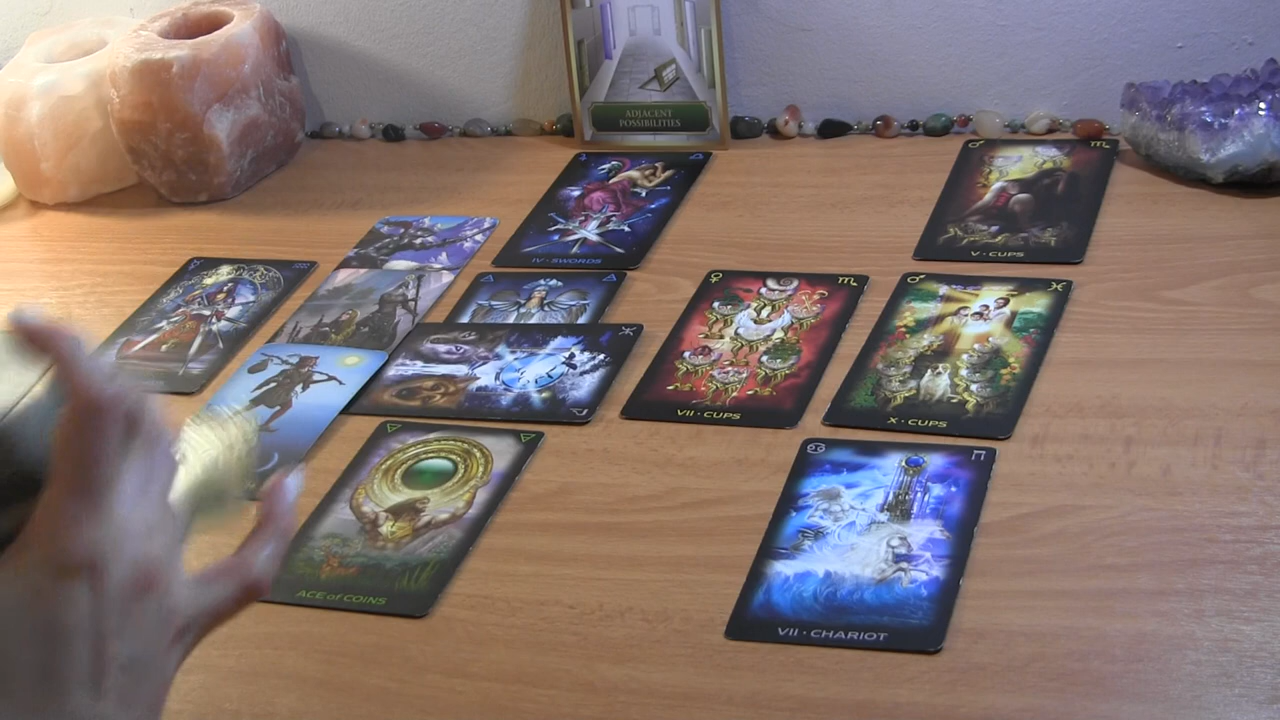 ADJACENT
POSSIBILITIES
IV · SWORDS
V · CUPS
VII · CUPS
X · CUPS
ACE of COINS
VII · CHARIOT